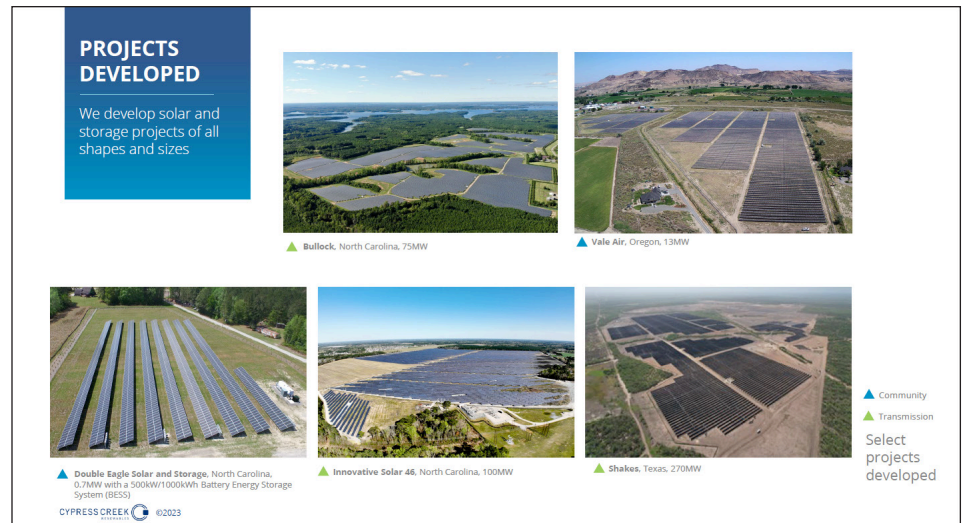 PROJECTS
DEVELOPED
We develop solar and
storage projects of all
shapes and sizes
Bullock, North Carolina, 75MW
Vale Air, Oregon, 13MW
Double Eagle Solar and Storage, North Carolina,
0.7MW with a 500kW/1000kWh Battery Energy Storage
System (BESS)
Innovative Solar 46, North Carolina, 100MW
Shakes, Texas, 270MW
Community
Transmission
Select
projects
developed
CYPRESS CREEK
RENEWABLES
©2023